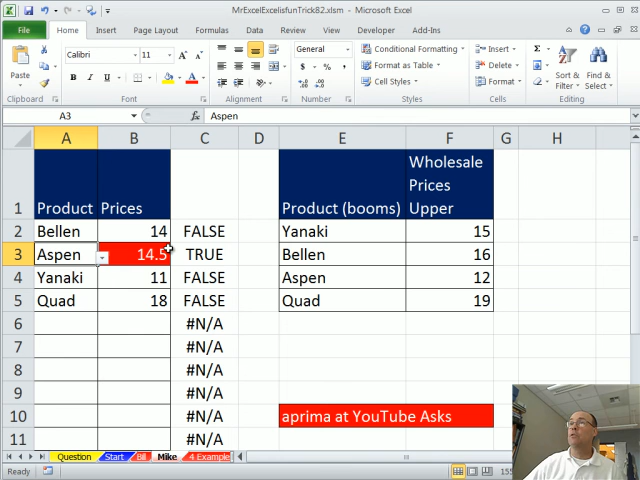 MrExcelExcelisfunTrick82.xlsm - Microsoft Excel
File Home Insert Page Layout Formulas Data Review View Developer Add-Ins
Paste
Calibri 11
B I U
General
$ % ,
Conditional Formatting
Format as Table
Cell Styles
Insert
Delete
Format
Sort &
Filter
Find &
Select
Clipboard Font Alignment Number Styles Cells Editing
A3 fx Aspen
A B C D E F G H
1 Product Prices Product (booms) Wholesale
Prices
Upper
2 Bellen 14 FALSE Yanaki 15
3 Aspen 14.5 TRUE Bellen 16
4 Yanaki 11 FALSE Aspen 12
5 Quad 18 FALSE Quad 19
6 #N/A
7 #N/A
8 #N/A
9 #N/A
10 #N/A aprima at YouTube Asks
11 #N/A
Question Start Bill Mike 4 Example
Ready